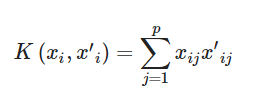 K (x_i, x'_i) = \sum_{j=1}^{p} x_{ij} x'_{ij}